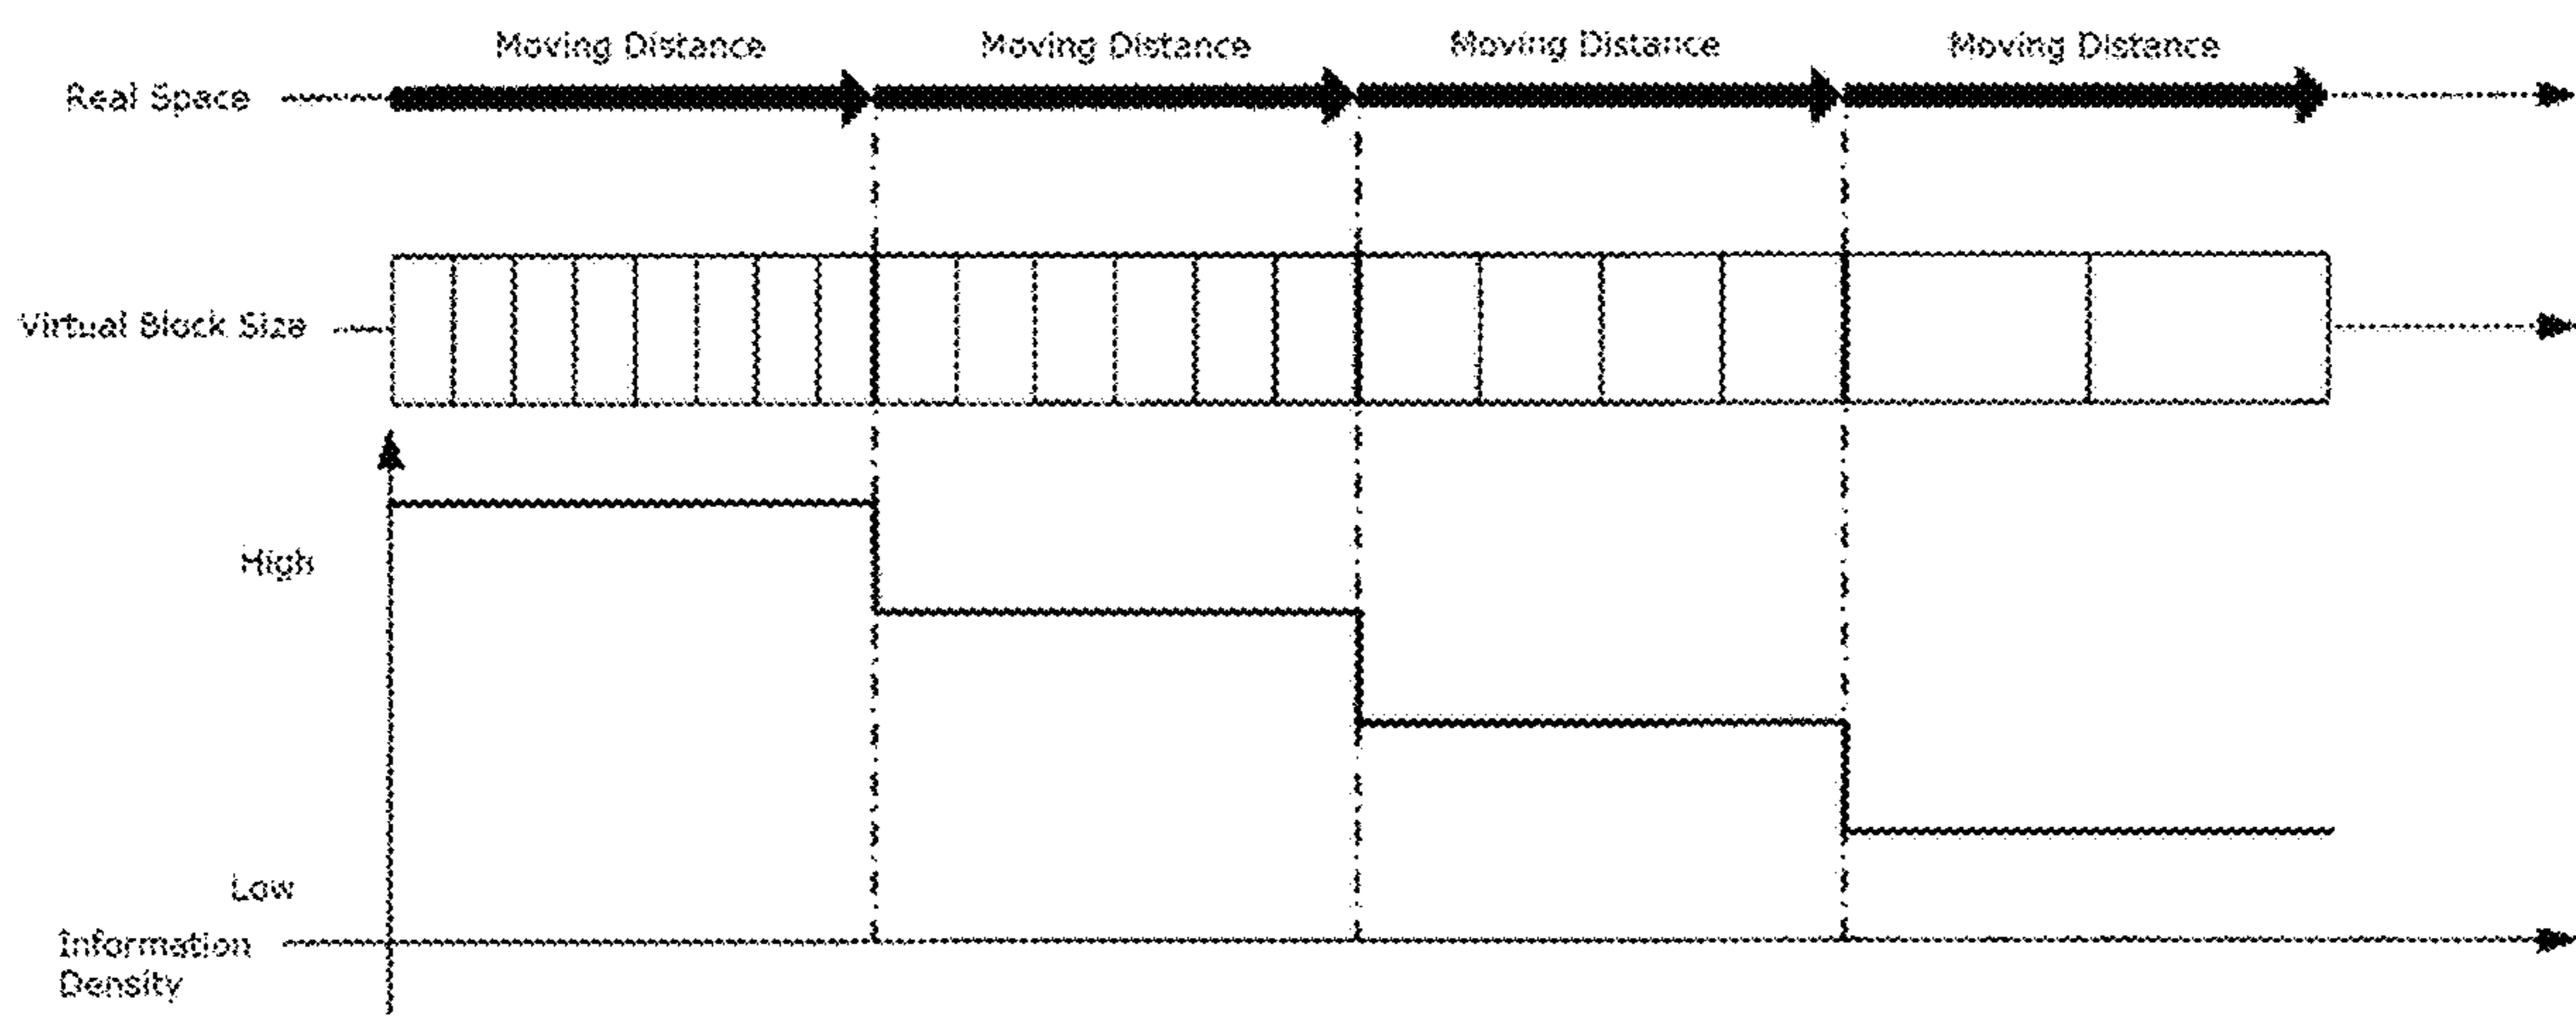 Moving Distance Moving Distance Moving Distance Moving Distance
Real Space
Virtual Block Size
High
Low
Information
Density